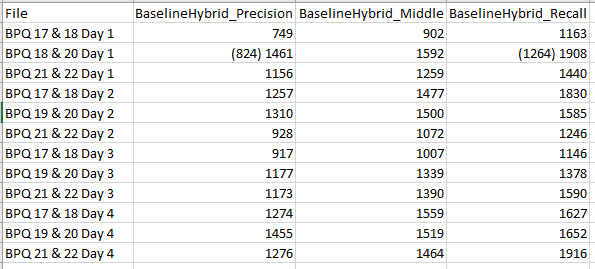 File BaselineHybrid_Precision BaselineHybrid_Middle BaselineHybrid_Recall
BPQ 17 & 18 Day 1 749 902 1163
BPQ 18 & 20 Day 1 (824) 1461 1592 (1264) 1908
BPQ 21 & 22 Day 1 1156 1259 1440
BPQ 17 & 18 Day 2 1257 1477 1830
BPQ 19 & 20 Day 2 1310 1500 1585
BPQ 21 & 22 Day 2 928 1072 1246
BPQ 17 & 18 Day 3 917 1007 1146
BPQ 19 & 20 Day 3 1177 1339 1378
BPQ 21 & 22 Day 3 1173 1390 1590
BPQ 17 & 18 Day 4 1274 1559 1627
BPQ 19 & 20 Day 4 1455 1519 1652
BPQ 21 & 22 Day 4 1276 1464 1916